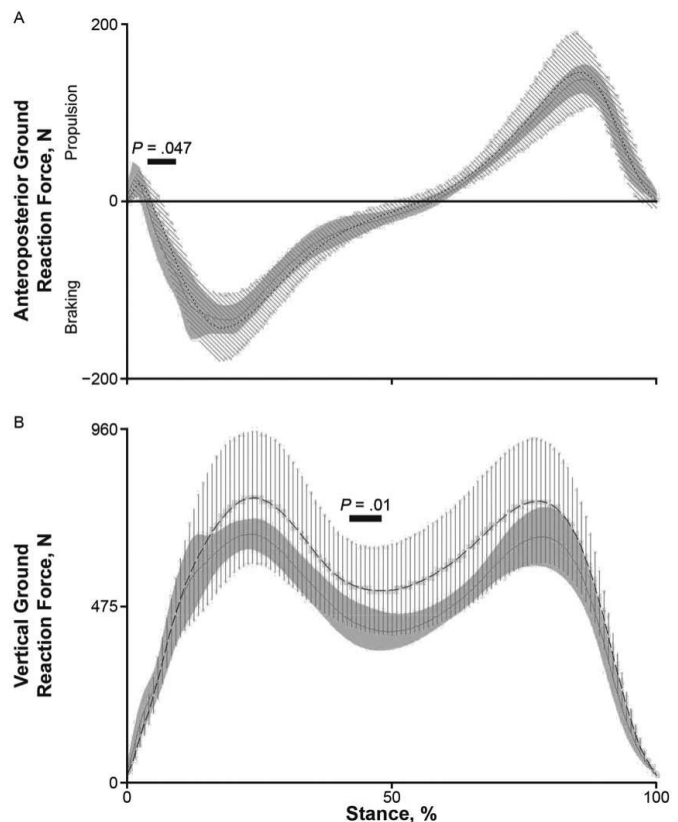 A
200
Propulsion
P = .047
Anteroposterior Ground
Reaction Force, N
0
Braking
−200
B
960
P = .01
Vertical Ground
Reaction Force, N
475
0
0
50
100
Stance, %